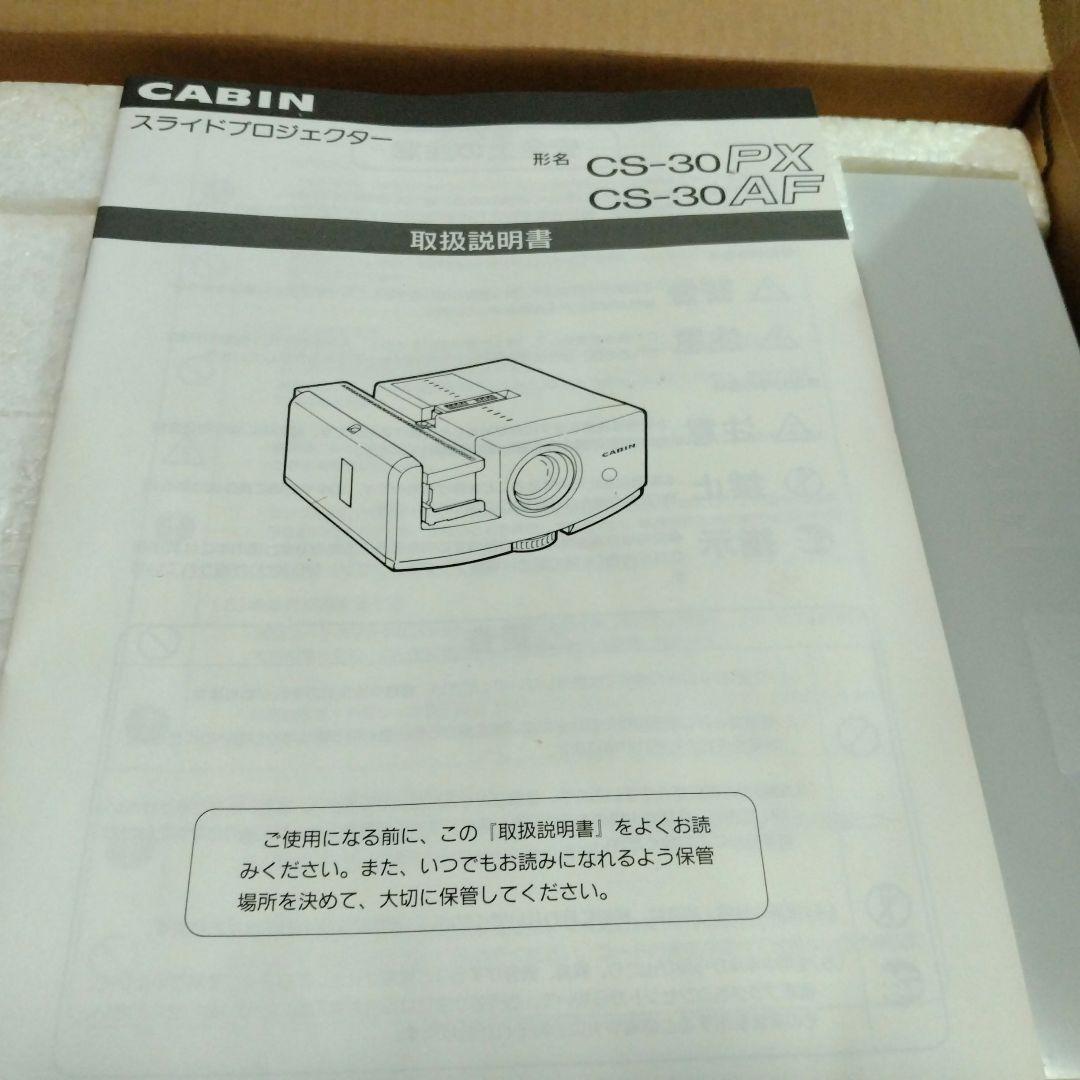 CABIN
スライドプロジェクター
形名 CS-30PX
CS-30AF
取扱説明書
CABIN
ご使用になる前に、この『取扱説明書』をよくお読
みください。また、いつでもお読みになれるよう保管
場所を決めて、大切に保管してください。